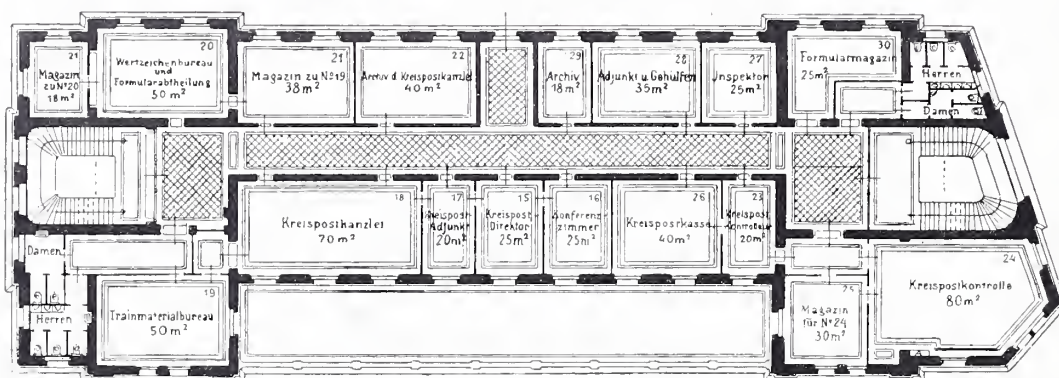 21
Magazin
zu Nº 20
18 m²
20
Wertzeichenbureau
und
Formularabtheilung
50 m²
21
Magazin zu Nº 19
38 m²
22
Archiv d. Kreispostkanzlei
40 m²
29
Archiv
18 m²
28
Adjunkt u. Gehülfen
35 m²
27
Inspektor
25 m²
30
Formularmagazin
25 m²
Herren
Damen
18
Kreispostkanzlei
70 m²
17
Kreispost
Adjunkt
20 m²
15
Kreispost
Direktor
25 m²
16
Konferenz
zimmer
25 m²
26
Kreispostkasse
40 m²
23
Kreispost
Kontroleur
20 m²
24
Kreispostkontrolle
80 m²
Damen
Herren
19
Trainmaterialbureau
50 m²
25
Magazin
für Nº 24
30 m²